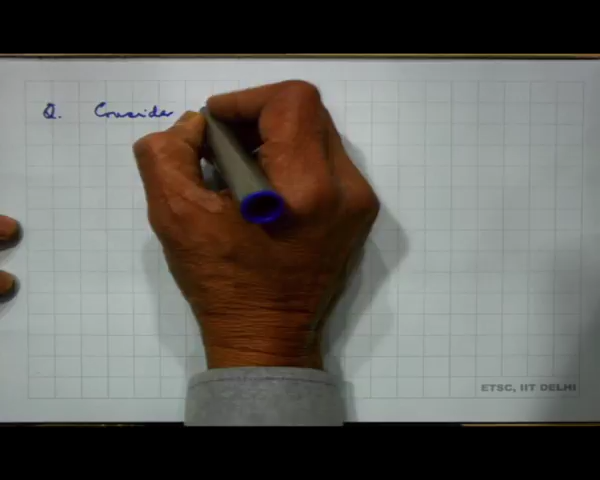 Q. Consider
ETSC, IIT DELHI